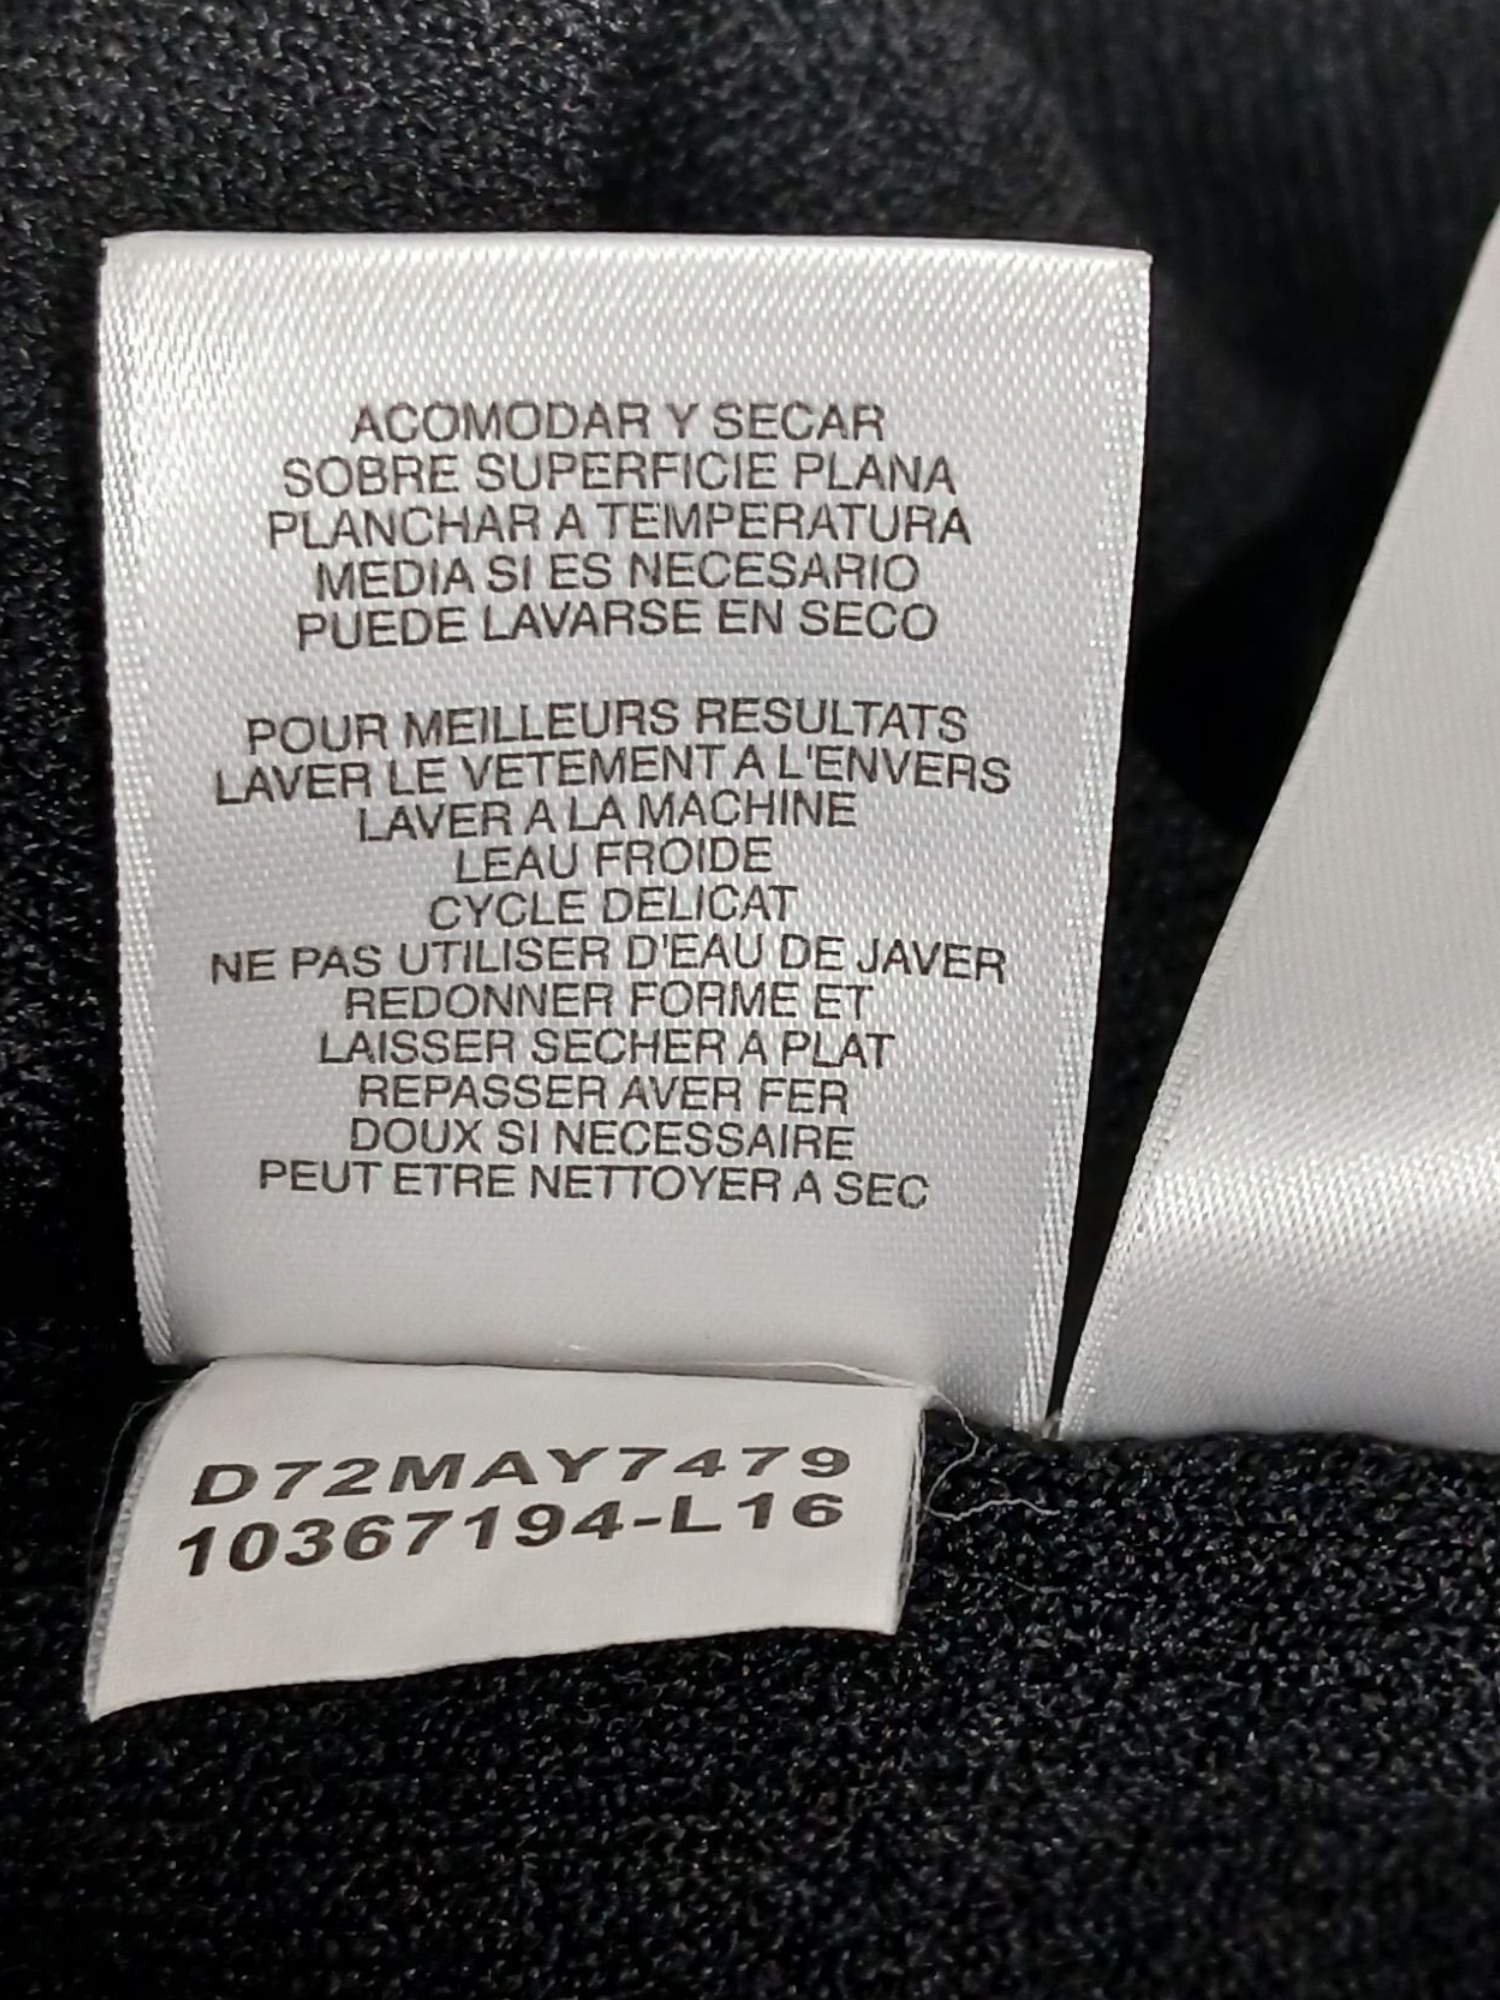 ACOMODAR Y SECAR
SOBRE SUPERFICIE PLANA
PLANCHAR A TEMPERATURA
MEDIA SI ES NECESARIO
PUEDE LAVARSE EN SECO
POUR MEILLEURS RESULTATS
LAVER LE VETEMENT A L'ENVERS
LAVER A LA MACHINE
LEAU FROIDE
CYCLE DELICAT
NE PAS UTILISER D'EAU DE JAVER
REDONNER FORME ET
LAISSER SECHER A PLAT
REPASSER AVER FER
DOUX SI NECESSAIRE
PEUT ETRE NETTOYER A SEC
D72MAY7479
10367194-L16